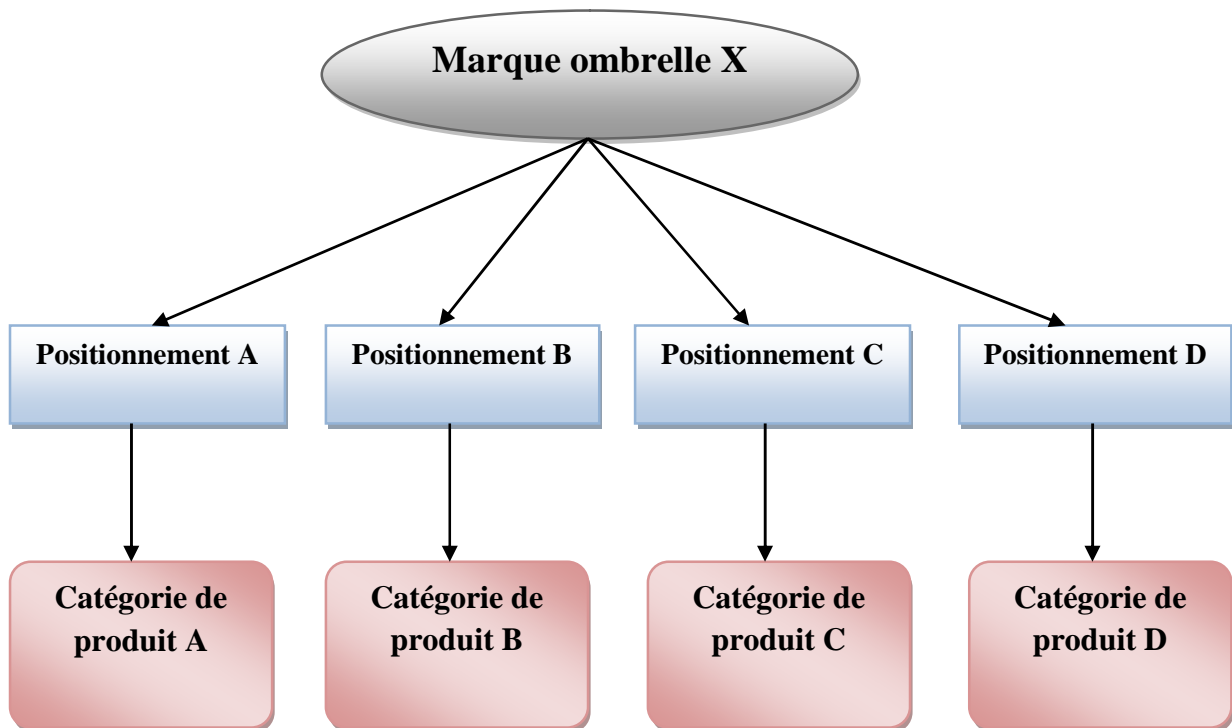 Marque ombrelle X
Positionnement A
Positionnement B
Positionnement C
Positionnement D
Catégorie de
produit A
Catégorie de
produit B
Catégorie de
produit C
Catégorie de
produit D